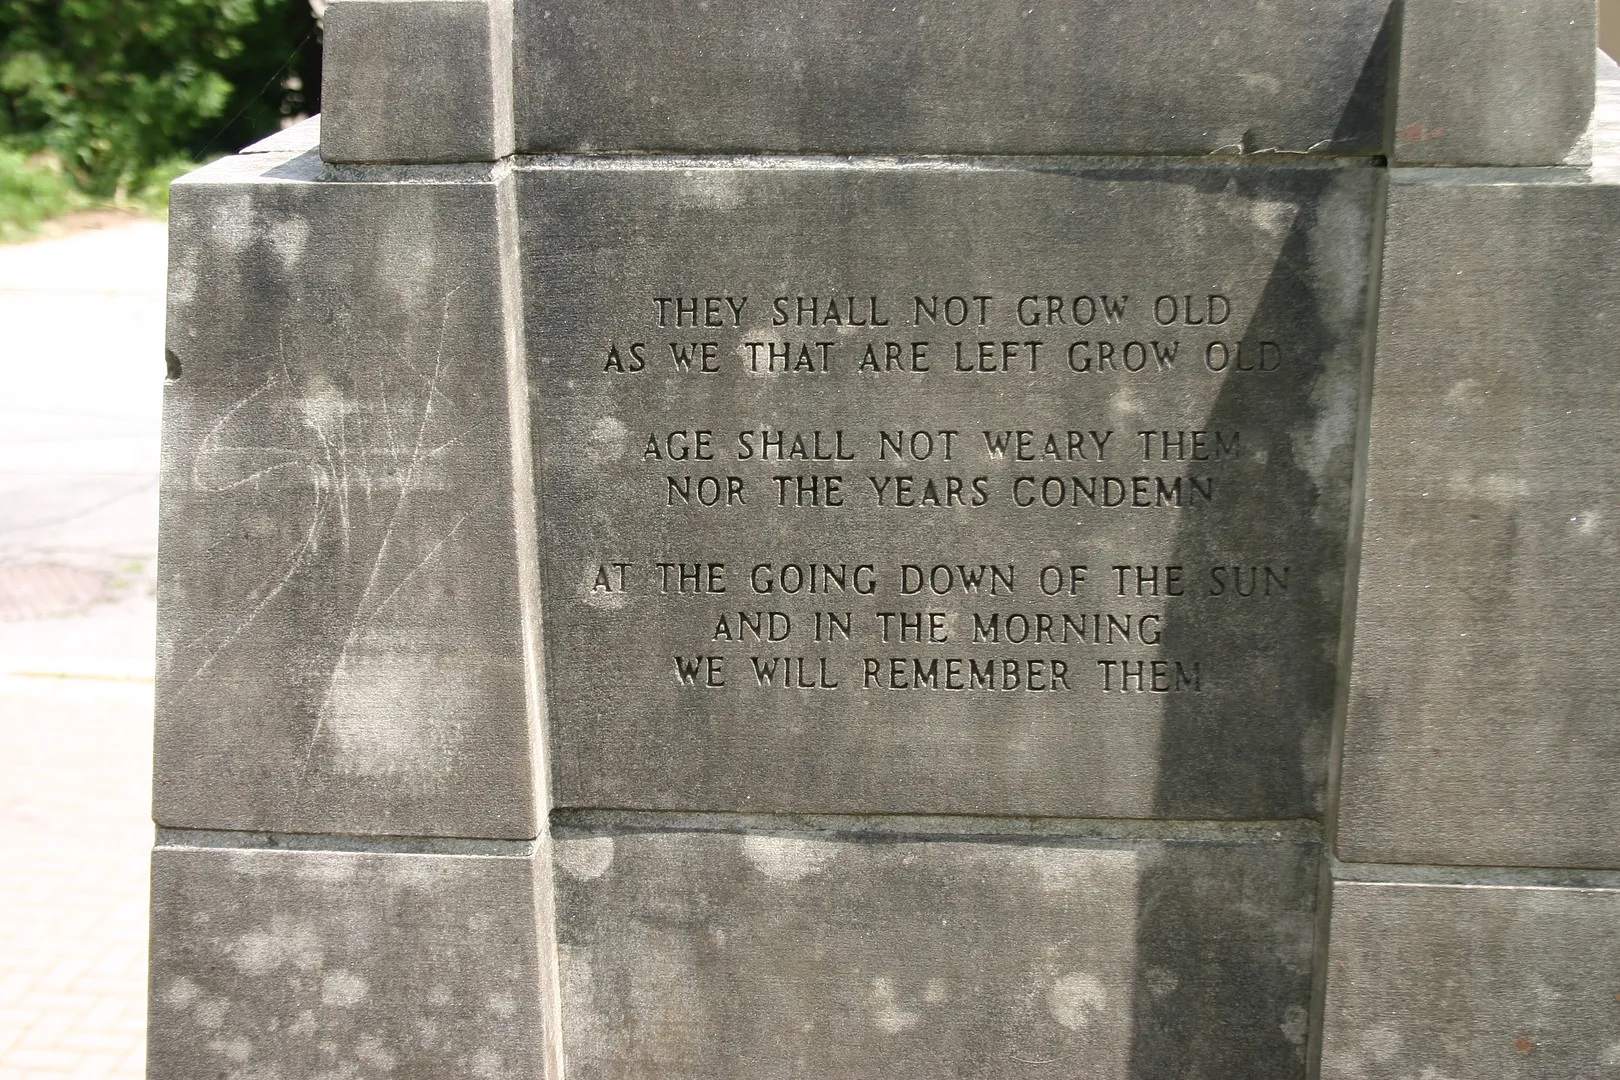 THEY SHALL NOT GROW OLD
AS WE THAT ARE LEFT GROW OLD
AGE SHALL NOT WEARY THEM
NOR THE YEARS CONDEMN
AT THE GOING DOWN OF THE SUN
AND IN THE MORNING
WE WILL REMEMBER THEM